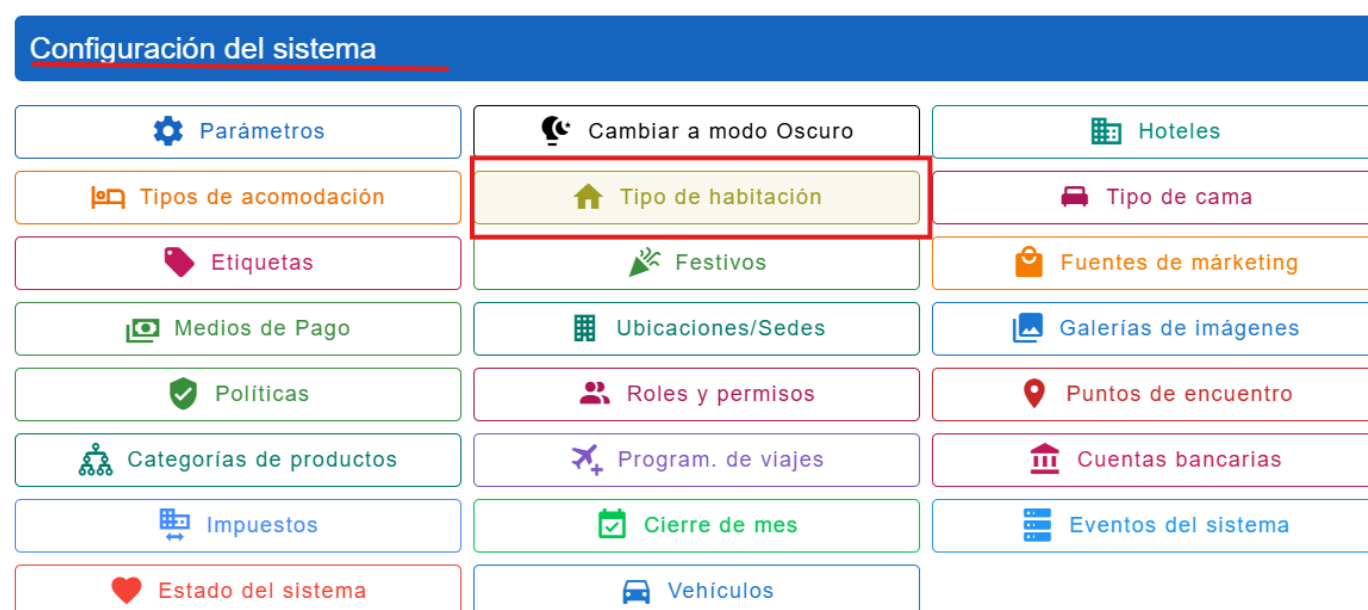 Configuración del sistema
Parámetros
Cambiar a modo Oscuro
Hoteles
Tipos de acomodación
Tipo de habitación
Tipo de cama
Etiquetas
Festivos
Fuentes de márketing
Medios de Pago
Ubicaciones/Sedes
Galerías de imágenes
Políticas
Roles y permisos
Puntos de encuentro
Categorías de productos
Program. de viajes
Cuentas bancarias
Impuestos
Cierre de mes
Eventos del sistema
Estado del sistema
Vehículos